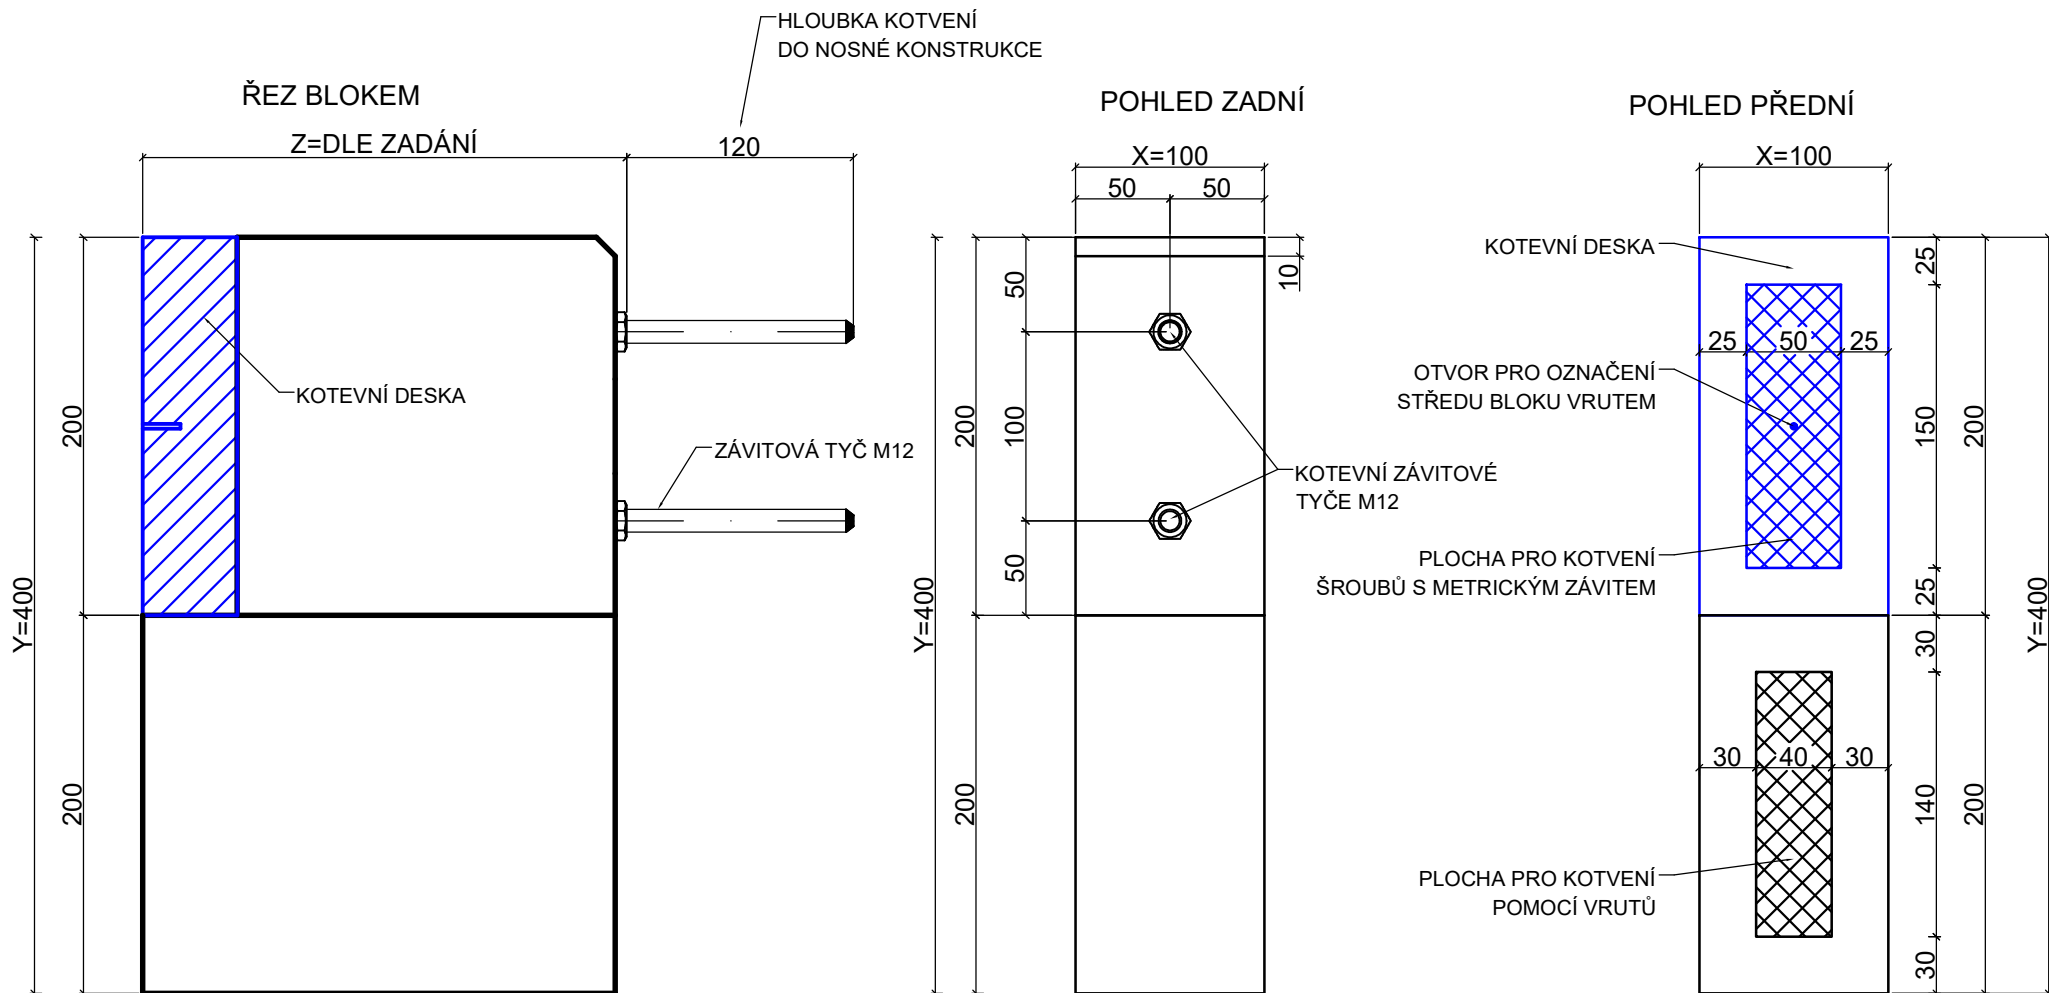 HLOUBKA KOTVENÍ
DO NOSNÉ KONSTRUKCE
ŘEZ BLOKEM
Z=DLE ZADÁNÍ
120
KOTEVNÍ DESKA
ZÁVITOVÁ TYČ M12
200
200
Y=400
POHLED ZADNÍ
X=100
50
50
10
50
100
50
200
200
Y=400
KOTEVNÍ ZÁVITOVÉ
TYČE M12
POHLED PŘEDNÍ
X=100
KOTEVNÍ DESKA
25
50
25
OTVOR PRO OZNAČENÍ
STŘEDU BLOKU VRUTEM
PLOCHA PRO KOTVENÍ
ŠROUBŮ S METRICKÝM ZÁVITEM
30
40
30
PLOCHA PRO KOTVENÍ
POMOCÍ VRUTŮ
25
150
25
30
140
30
200
200
Y=400